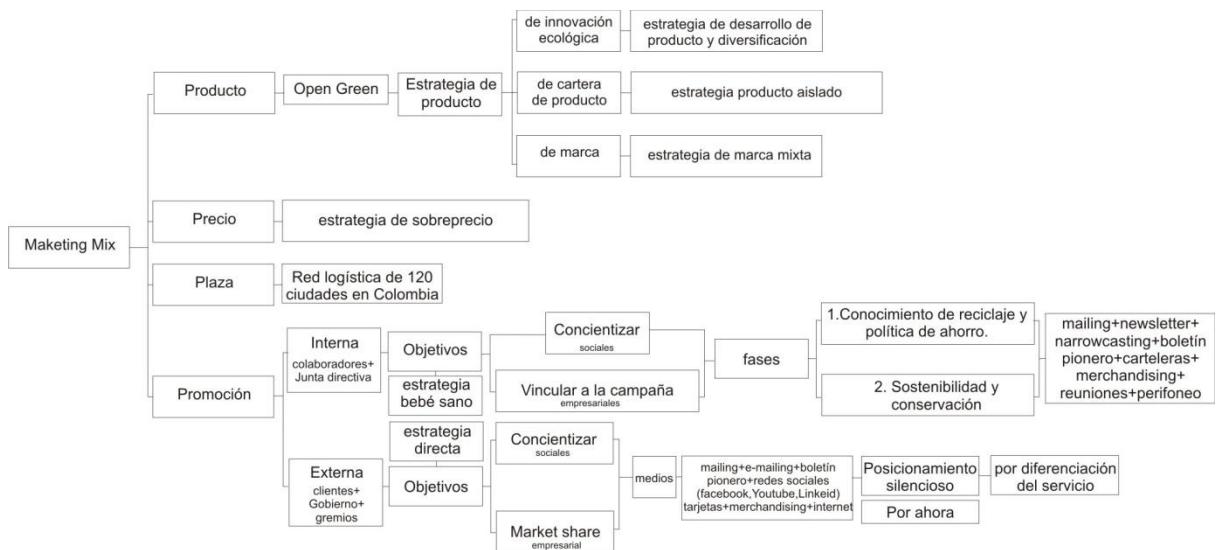 Maketing Mix
Producto
Open Green
Estrategia de
producto
de innovación
ecológica
estrategia de desarrollo de
producto y diversificación
de cartera
de producto
estrategia producto aislado
de marca
estrategia de marca mixta
Precio
estrategia de sobreprecio
Plaza
Red logística de 120
ciudades en Colombia
Promoción
Interna
colaboradores+
Junta directiva
Objetivos
estrategia
bebé sano
Concientizar
sociales
Vincular a la campaña
empresariales
fases
1.Conocimiento de reciclaje y
política de ahorro.
2. Sostenibilidad y
conservación
mailing+newsletter+
narrowcasting+boletín
pionero+carteleras+
merchandising+
reuniones+perifoneo
Externa
clientes+
Gobierno+
gremios
estrategia
directa
Objetivos
Concientizar
sociales
Market share
empresarial
medios
mailing+e-mailing+boletín
pionero+redes sociales
(facebook,Youtube,Linkeid)
tarjetas+merchandising+internet
Posicionamiento
silencioso
Por ahora
por diferenciación
del servicio